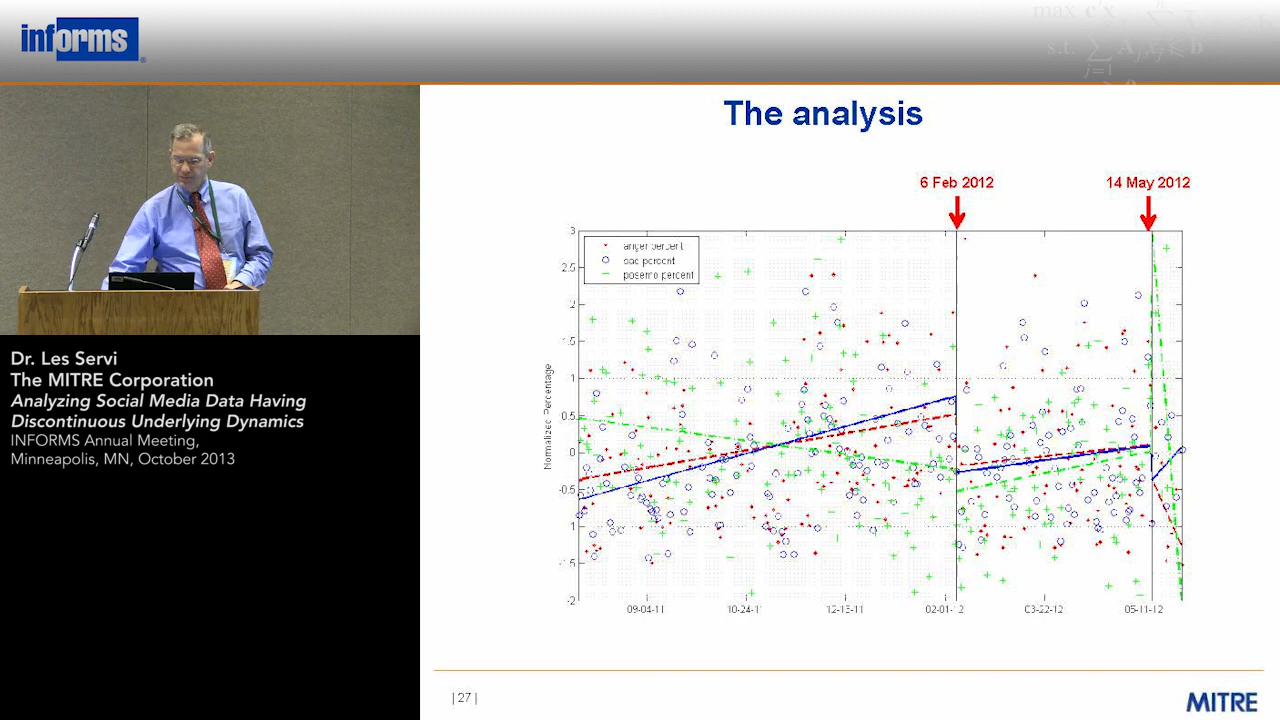 informs
max c'x
The analysis
6 Feb 2012
14 May 2012
anger percent
sad percent
posemo percent
3
2.5
2
1.5
1
0.5
0
-0.5
-1
-1.5
-2
Normalized Percentage
09-04-11
10-24-11
12-13-11
02-01-12
03-22-12
05-11-12
Dr. Les Servi
The MITRE Corporation
Analyzing Social Media Data Having
Discontinuous Underlying Dynamics
INFORMS Annual Meeting,
Minneapolis, MN, October 2013
| 27 |
MITRE